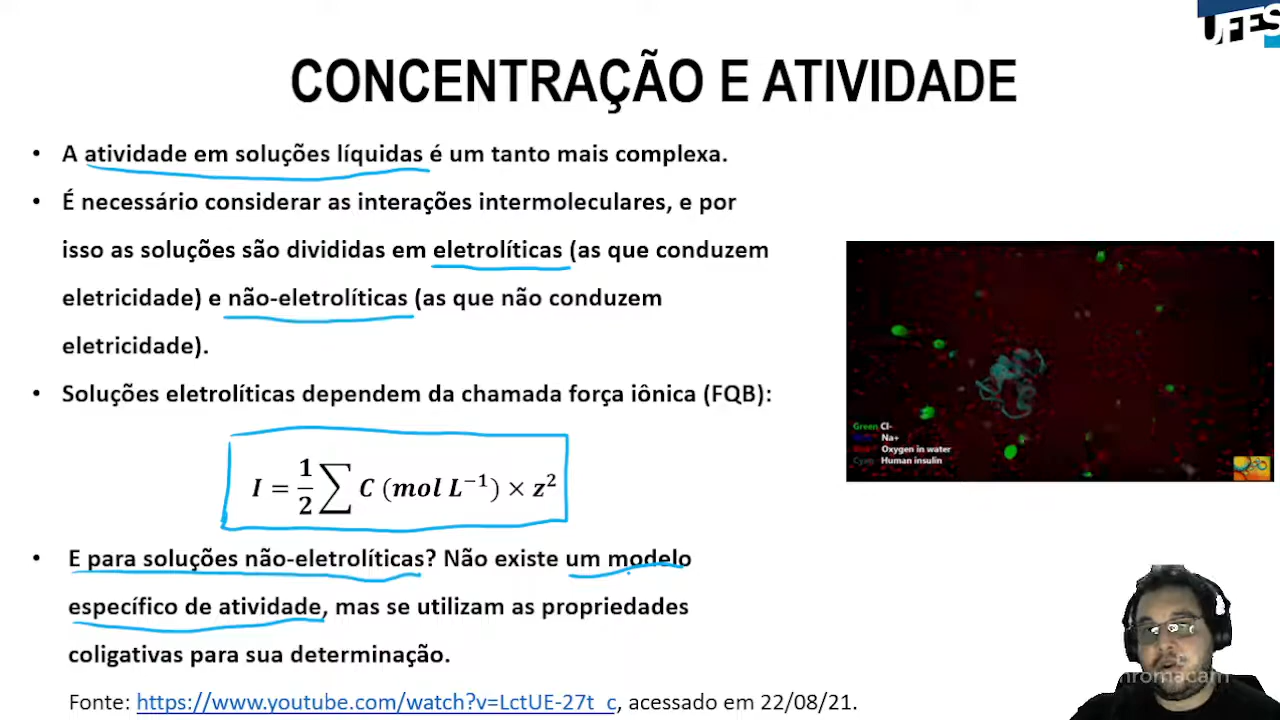 UFES
CONCENTRAÇÃO E ATIVIDADE
• A atividade em soluções líquidas é um tanto mais complexa.
• É necessário considerar as interações intermoleculares, e por
isso as soluções são divididas em eletrolíticas (as que conduzem
eletricidade) e não-eletrolíticas (as que não conduzem
eletricidade).
• Soluções eletrolíticas dependem da chamada força iônica (FQB):
I = 1/2 ∑ C (mol L⁻¹) × z²
• E para soluções não-eletrolíticas? Não existe um modelo
específico de atividade, mas se utilizam as propriedades
coligativas para sua determinação.
Fonte: https://www.youtube.com/watch?v=LctUE-27t_c, acessado em 22/08/21.
Green Cl-
Na+
Oxygen in water
Cyan Human insulin